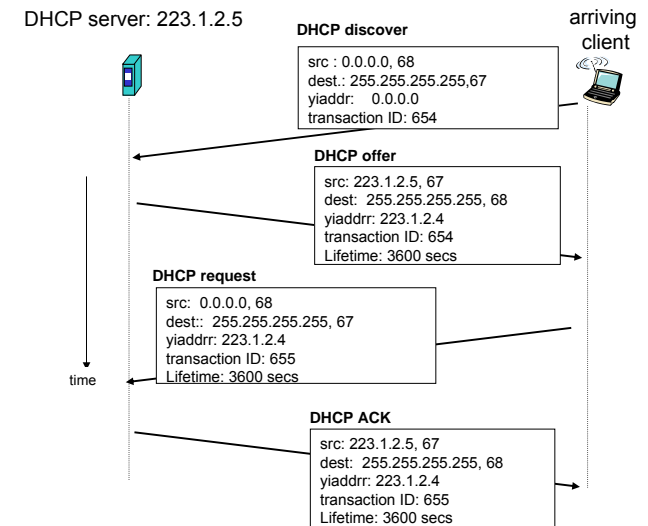 DHCP server: 223.1.2.5
arriving
client
DHCP discover
src : 0.0.0.0, 68
dest.: 255.255.255.255,67
yiaddr: 0.0.0.0
transaction ID: 654
DHCP offer
src: 223.1.2.5, 67
dest: 255.255.255.255, 68
yiaddrr: 223.1.2.4
transaction ID: 654
Lifetime: 3600 secs
DHCP request
src: 0.0.0.0, 68
dest:: 255.255.255.255, 67
yiaddrr: 223.1.2.4
transaction ID: 655
Lifetime: 3600 secs
time
DHCP ACK
src: 223.1.2.5, 67
dest: 255.255.255.255, 68
yiaddrr: 223.1.2.4
transaction ID: 655
Lifetime: 3600 secs